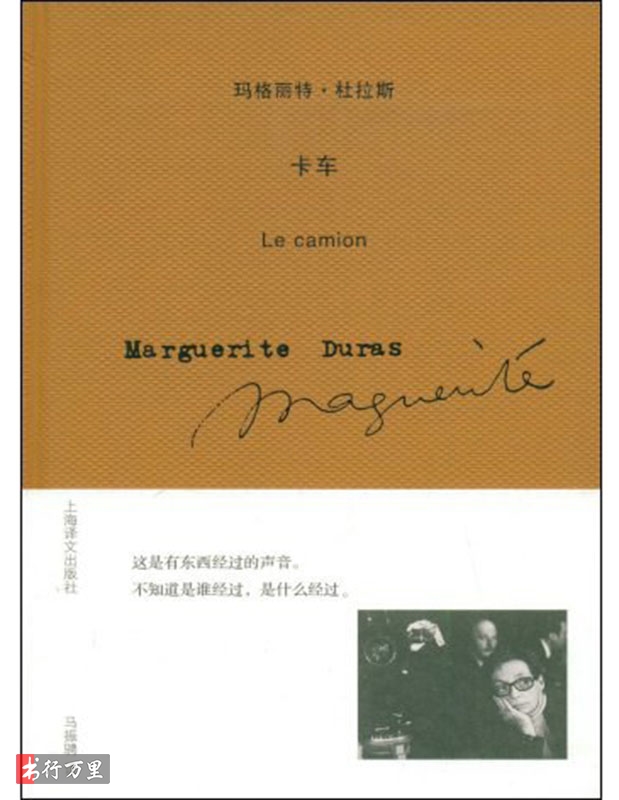 玛格丽特·杜拉斯
卡车
Le camion
Marguerite Duras
Marguerite
上海译文出版社
这是有东西经过的声音。
不知道是谁经过，是什么经过。
马振骋
书行万里